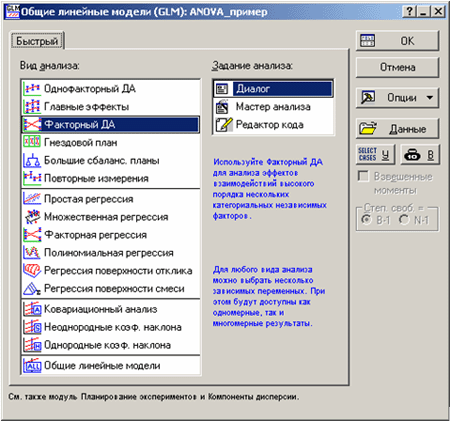 Общие линейные модели (GLM): ANOVA_пример
Быстрый
Вид анализа:
Однофакторный ДА
Главные эффекты
Факторный ДА
Гнездовой план
Большие сбаланс. планы
Повторные измерения
Простая регрессия
Множественная регрессия
Факторная регрессия
Полиномиальная регрессия
Регрессия поверхности отклика
Регрессия поверхности смеси
Ковариационный анализ
Неоднородные коэф. наклона
Однородные коэф. наклона
Общие линейные модели
Задание анализа:
Диалог
Мастер анализа
Редактор кода
Используйте Факторный ДА
для анализа эффектов
взаимодействий высокого
порядка нескольких
категориальных независимых
факторов.
Для любого вида анализа
можно выбрать несколько
зависимых переменных. При
этом будут доступны как
одномерные, так и
многомерные результаты.
ОК
Отмена
Опции
Данные
SELECT CASES У В
Взвешенные
моменты
Степ. своб. =
В-1 N-1
См. также модуль Планирование экспериментов и Компоненты дисперсии.